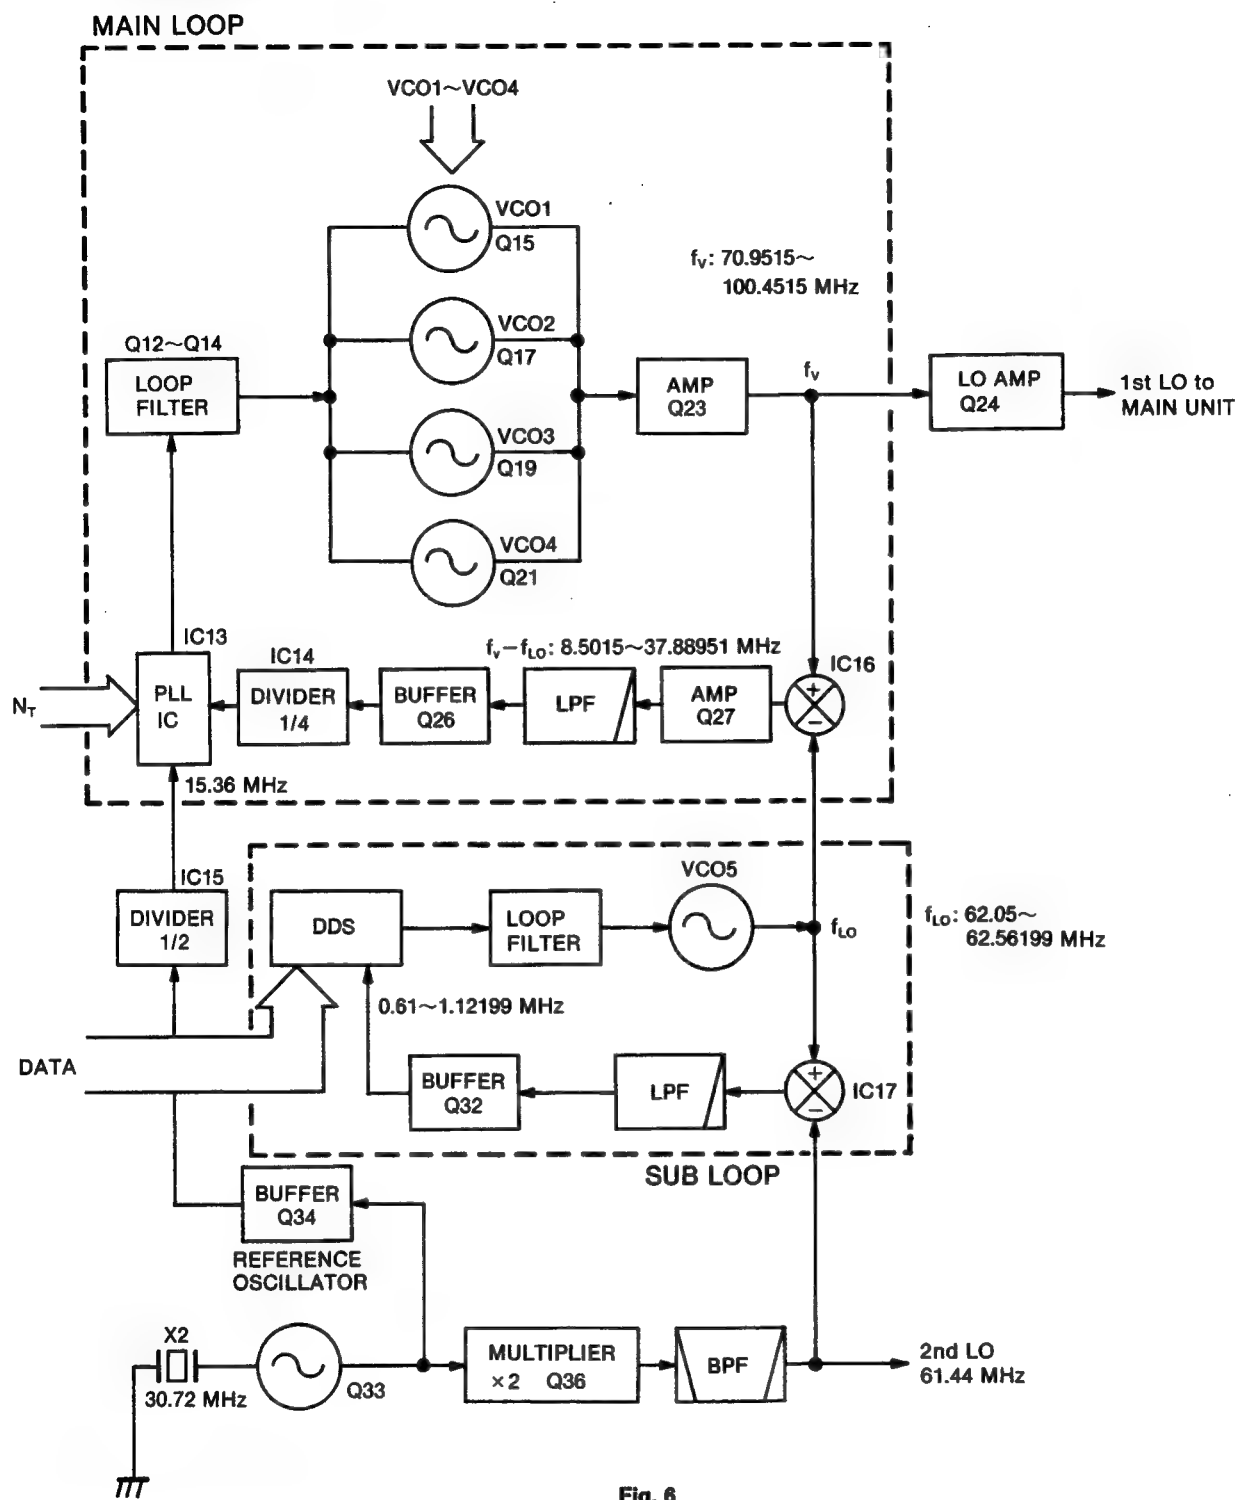 MAIN LOOP
VCO1~VCO4
VCO1
Q15
fV: 70.9515~
100.4515 MHz
VCO2
Q17
Q12~Q14
LOOP
FILTER
AMP
Q23
fV
LO AMP
Q24
1st LO to
MAIN UNIT
VCO3
Q19
VCO4
Q21
IC13
fv–fLO: 8.5015~37.88951 MHz
IC14
IC16
NT
PLL
IC
DIVIDER
1/4
BUFFER
Q26
LPF
AMP
Q27
+
–
15.36 MHz
IC15
VCO5
DIVIDER
1/2
DDS
LOOP
FILTER
fLO
fLO: 62.05~
62.56199 MHz
0.61~1.12199 MHz
DATA
BUFFER
Q32
LPF
+
–
IC17
SUB LOOP
BUFFER
Q34
REFERENCE
OSCILLATOR
X2
30.72 MHz
Q33
MULTIPLIER
×2 Q36
BPF
2nd LO
61.44 MHz
Fig. 6